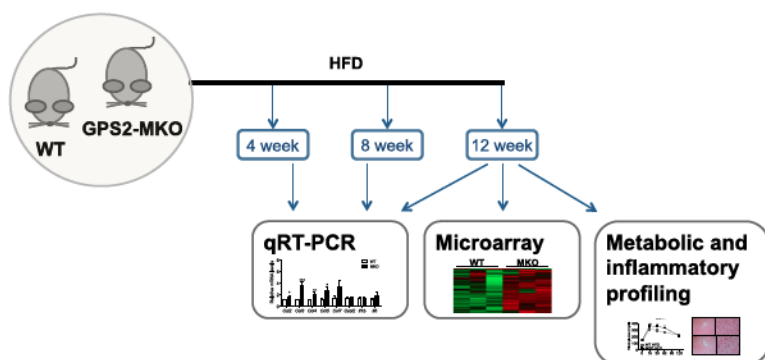 HFD
GPS2-MKO
WT
4 week
8 week
12 week
qRT-PCR
WT
MKO
Microarray
WT MKO
Metabolic and
inflammatory
profiling